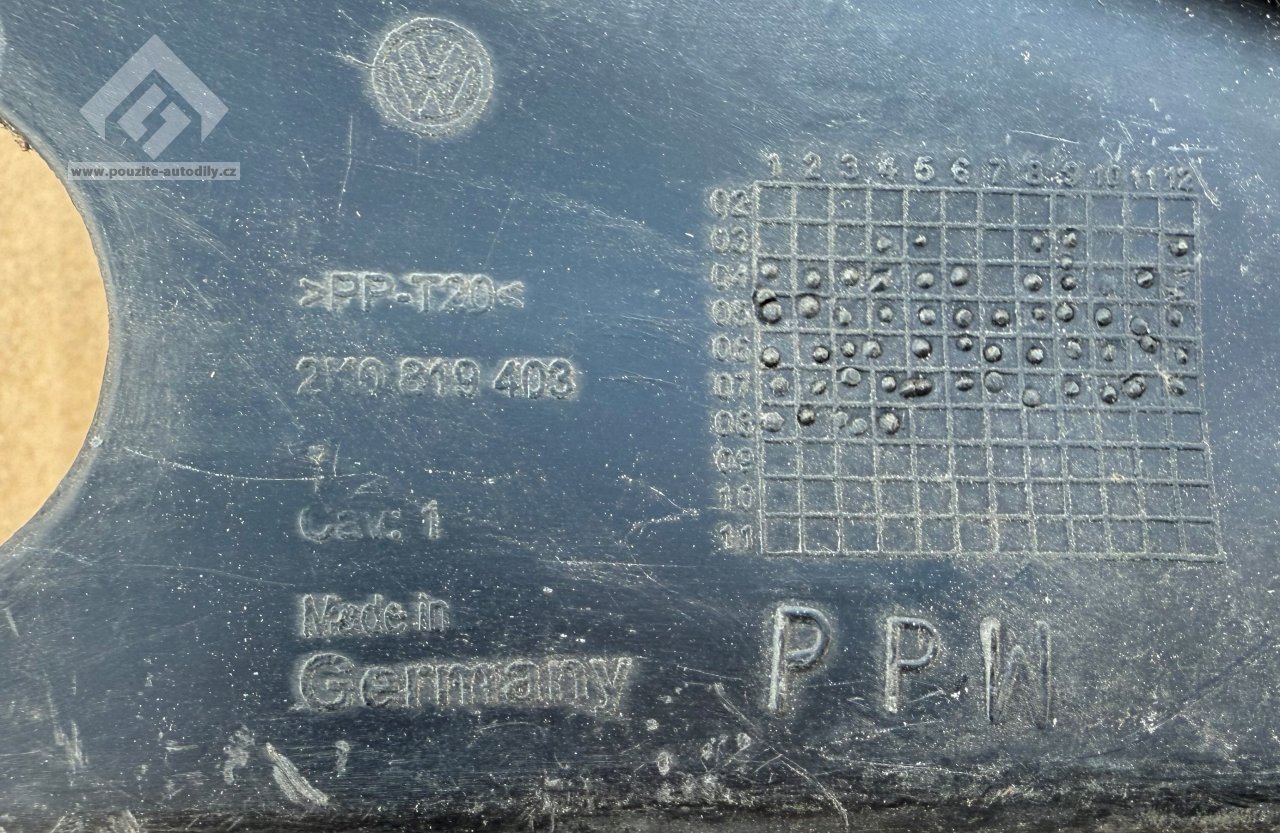 www.pouzite-autodily.cz
VW
>PP-T20<
2K0 819 403
Cav: 1
Made in
Germany
1 2 3 4 5 6 7 8 9 10 11 12
02
03
04
05
06
07
08
09
10
11
PPW